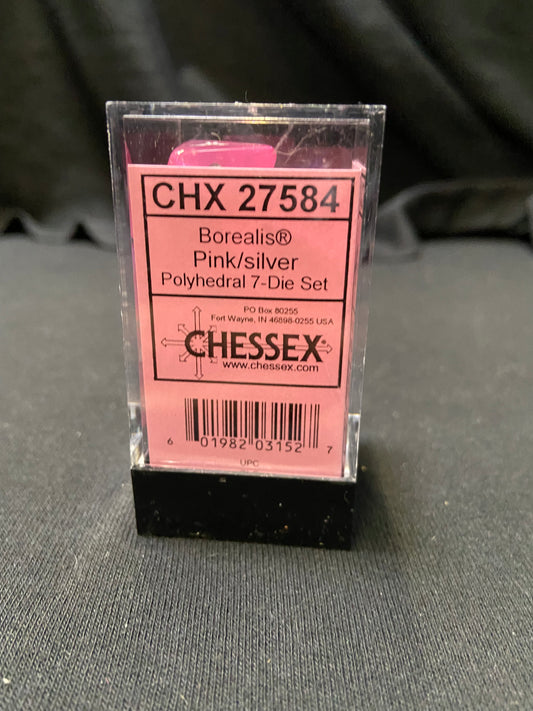 CHX 27584
Borealis®
Pink/silver
Polyhedral 7-Die Set
PO Box 80255
Fort Wayne, IN 46898-0255 USA
CHESSEX®
www.chessex.com
6 01982 03152 7
UPC